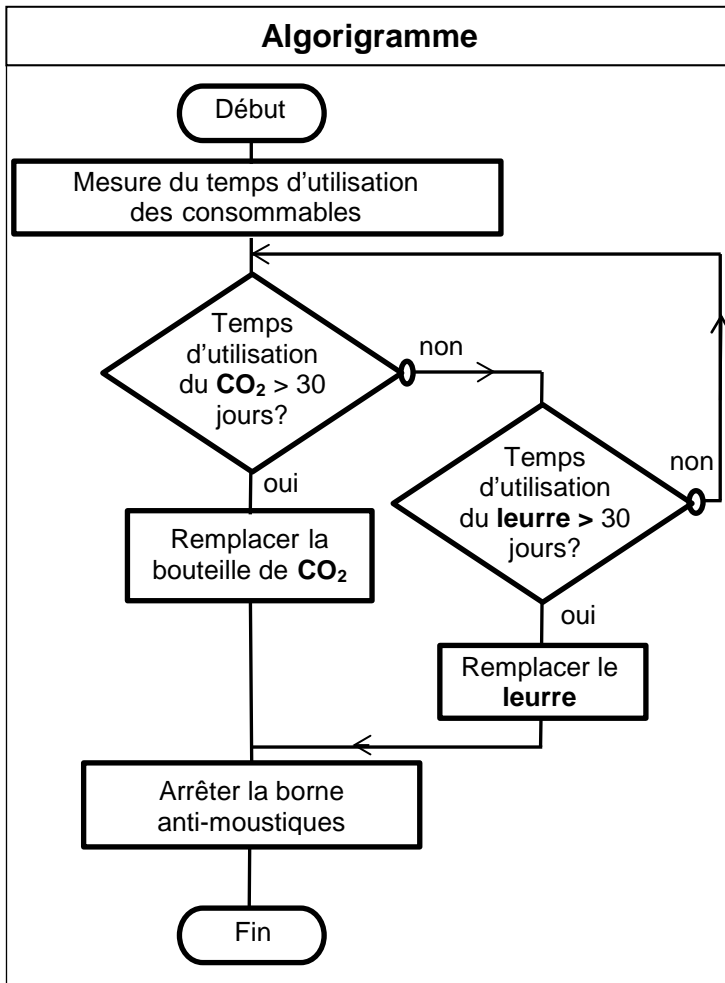 Algorigramme
Début
Mesure du temps d’utilisation
des consommables
Temps
d’utilisation
du CO₂ > 30
jours?
non
oui
Temps
d’utilisation
du leurre > 30
jours?
non
oui
Remplacer la
bouteille de CO₂
Remplacer le
leurre
Arrêter la borne
anti-moustiques
Fin